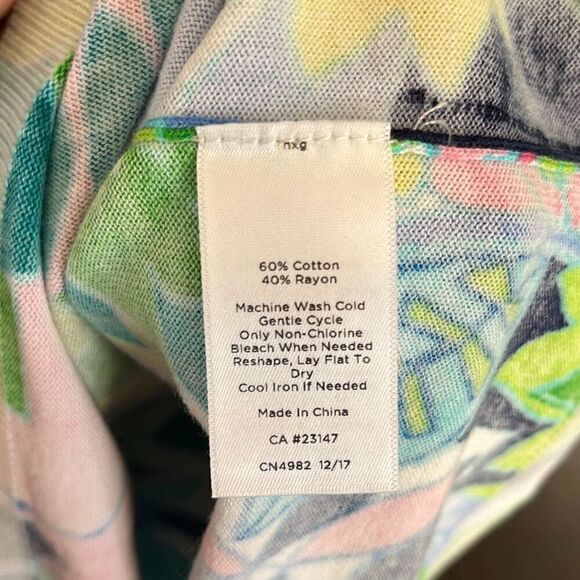 nxg
60% Cotton
40% Rayon
Machine Wash Cold
Gentle Cycle
Only Non-Chlorine
Bleach When Needed
Reshape, Lay Flat To
Dry
Cool Iron If Needed
Made In China
CA #23147
CN4982 12/17